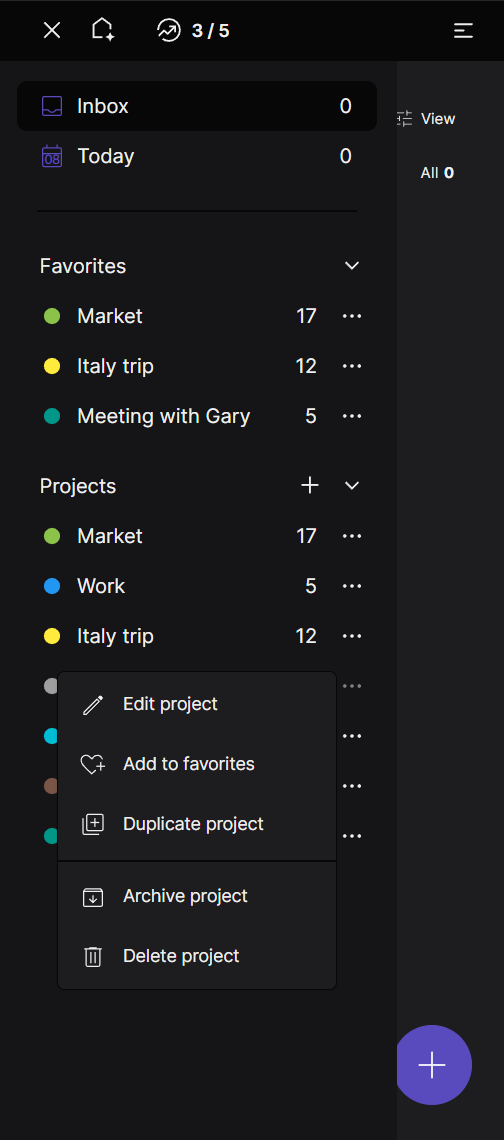 3 / 5
Inbox 0
View
08 Today 0
All 0
Favorites
Market 17
Italy trip 12
Meeting with Gary 5
Projects
Market 17
Work 5
Italy trip 12
Edit project
Add to favorites
Duplicate project
Archive project
Delete project